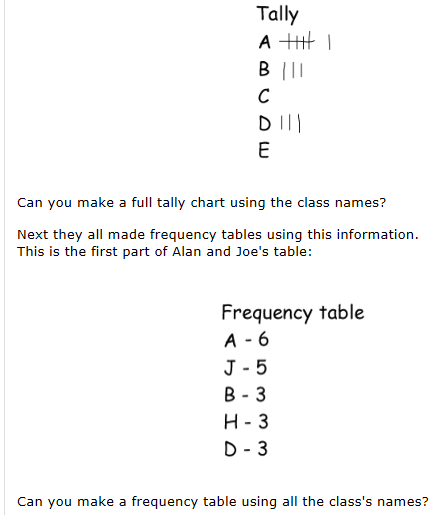 Tally
A 𝍸 |
B |||
C
D |||
E
Can you make a full tally chart using the class names?
Next they all made frequency tables using this information.
This is the first part of Alan and Joe's table:
Frequency table
A - 6
J - 5
B - 3
H - 3
D - 3
Can you make a frequency table using all the class's names?